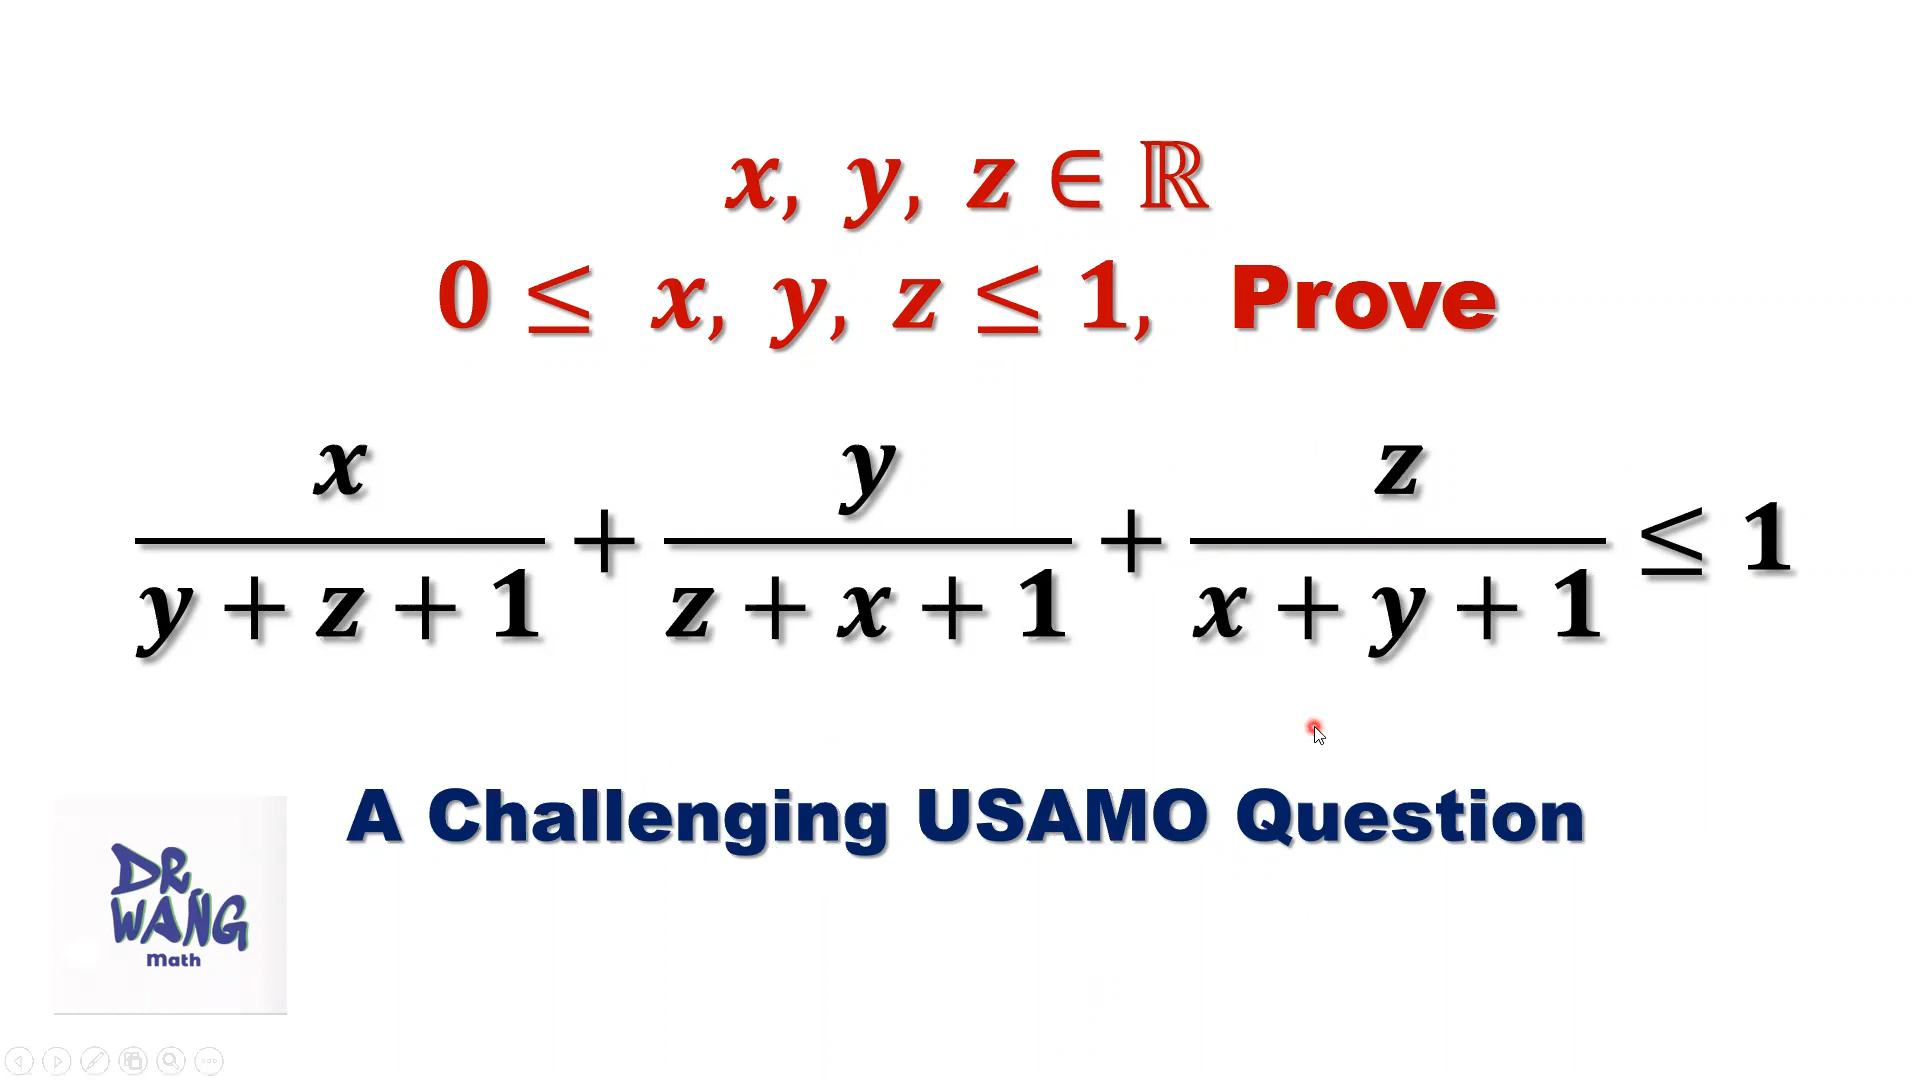 x, y, z ∈ ℝ
0 ≤ x, y, z ≤ 1, Prove
x/(y + z + 1) + y/(z + x + 1) + z/(x + y + 1) ≤ 1
A Challenging USAMO Question
DR
WANG
Math